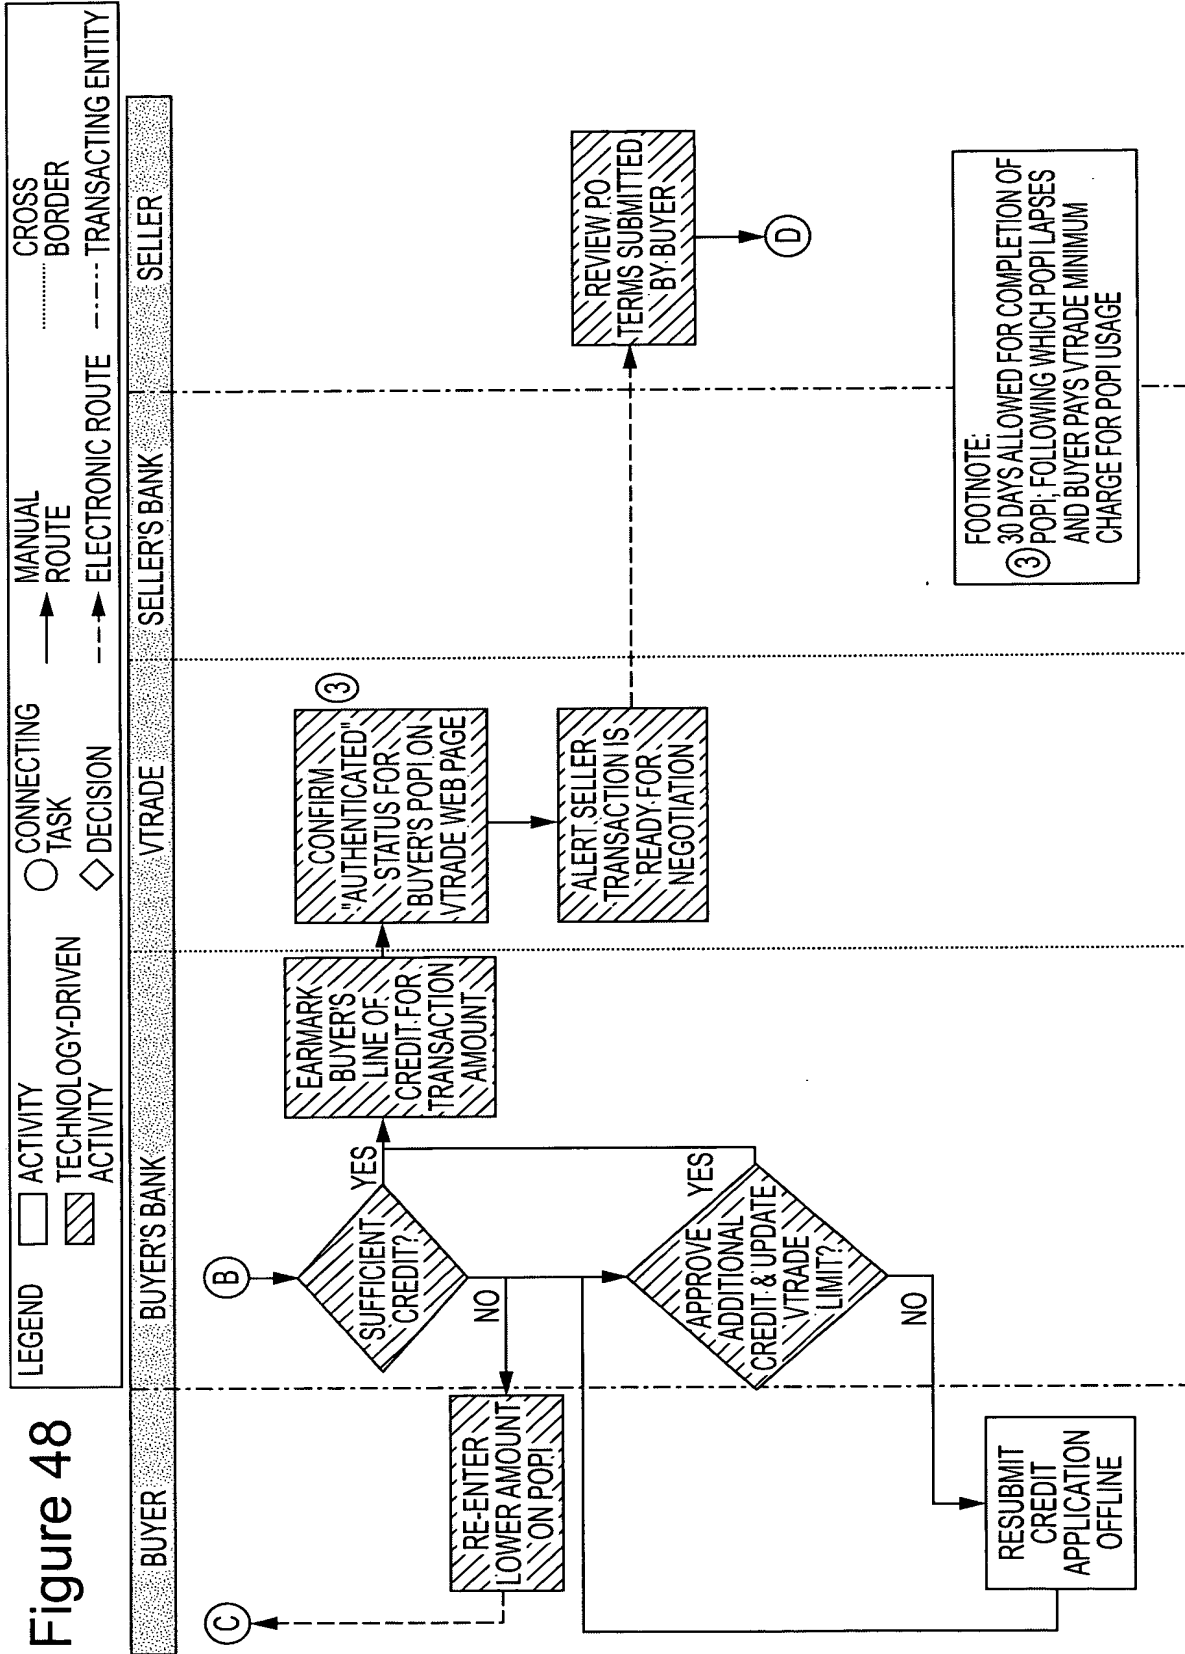 Figure 48
LEGEND
ACTIVITY
TECHNOLOGY-DRIVEN
ACTIVITY
CONNECTING
TASK
DECISION
MANUAL
ROUTE
ELECTRONIC ROUTE
CROSS
BORDER
TRANSACTING ENTITY
BUYER
BUYER'S BANK
VTRADE
SELLER'S BANK
SELLER
C
RE-ENTER
LOWER AMOUNT
ON POPI
RESUBMIT
CREDIT
APPLICATION
OFFLINE
B
SUFFICIENT
CREDIT?
YES
NO
APPROVE
ADDITIONAL
CREDIT & UPDATE
VTRADE
LIMIT?
YES
NO
EARMARK
BUYER'S
LINE OF
CREDIT FOR
TRANSACTION
AMOUNT
3
CONFIRM
"AUTHENTICATED"
STATUS FOR
BUYER'S POPI ON
VTRADE WEB PAGE
ALERT SELLER
TRANSACTION IS
READY FOR
NEGOTIATION
REVIEW P.O.
TERMS SUBMITTED
BY BUYER
D
FOOTNOTE:
30 DAYS ALLOWED FOR COMPLETION OF
3 POPI; FOLLOWING WHICH POPI LAPSES
AND BUYER PAYS VTRADE MINIMUM
CHARGE FOR POPI USAGE